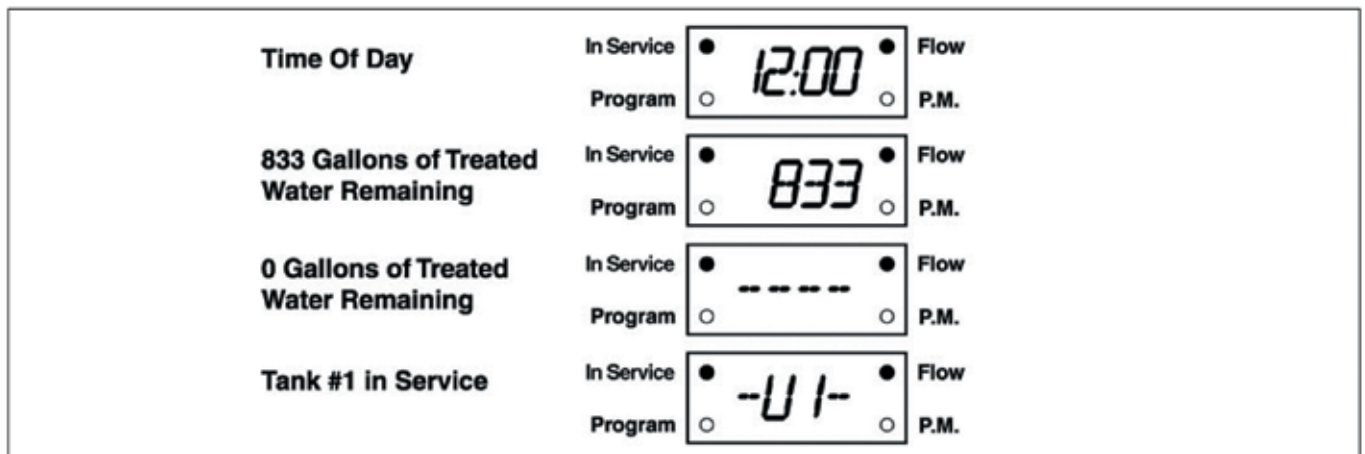 Time Of Day
In Service
12:00
Flow
Program
P.M.
833 Gallons of Treated
Water Remaining
In Service
833
Flow
Program
P.M.
0 Gallons of Treated
Water Remaining
In Service
----
Flow
Program
P.M.
Tank #1 in Service
In Service
-U1-
Flow
Program
P.M.